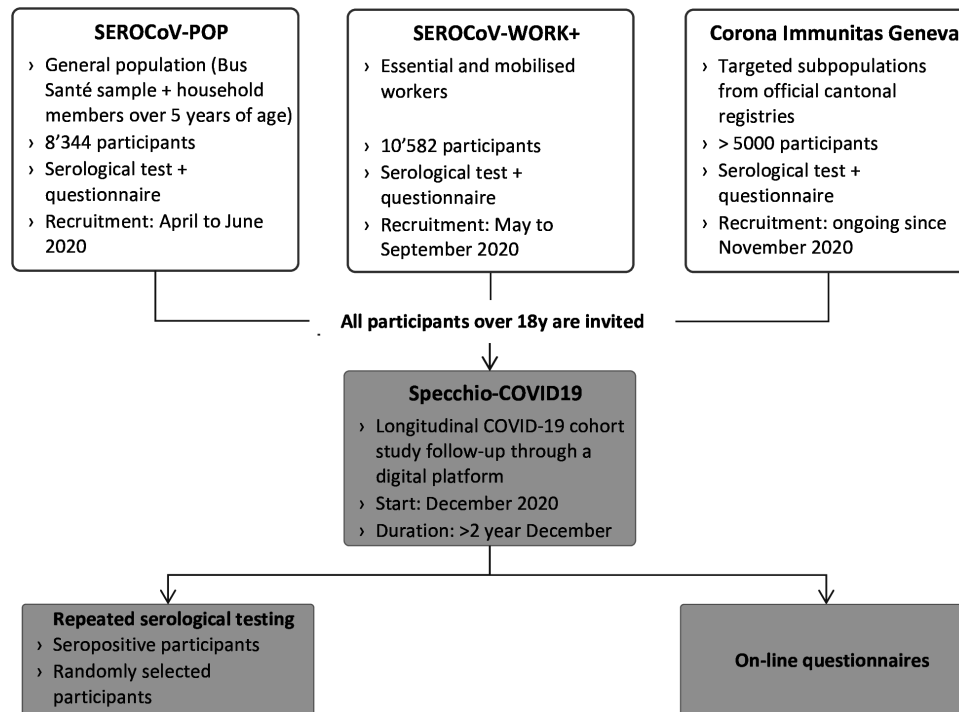 SEROCoV-POP
› General population (Bus
Santé sample + household
members over 5 years of age)
› 8’344 participants
› Serological test +
questionnaire
› Recruitment: April to June
2020
SEROCoV-WORK+
› Essential and mobilised
workers
› 10’582 participants
› Serological test +
questionnaire
› Recruitment: May to
September 2020
Corona Immunitas Geneva
› Targeted subpopulations
from official cantonal
registries
› > 5000 participants
› Serological test +
questionnaire
› Recruitment: ongoing since
November 2020
All participants over 18y are invited
Specchio-COVID19
› Longitudinal COVID-19 cohort
study follow-up through a
digital platform
› Start: December 2020
› Duration: >2 year December
Repeated serological testing
› Seropositive participants
› Randomly selected
participants
On-line questionnaires